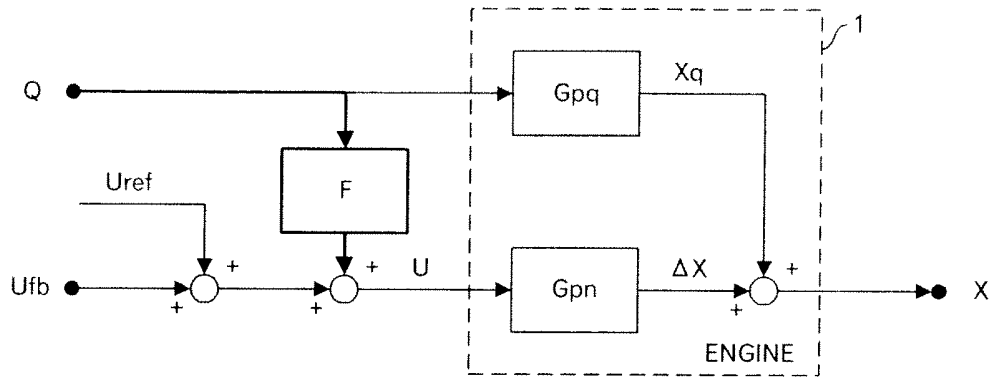 1
Q
Gpq
Xq
F
Uref
+
+
U
ΔX
+
Ufb
Gpn
X
+
+
+
ENGINE